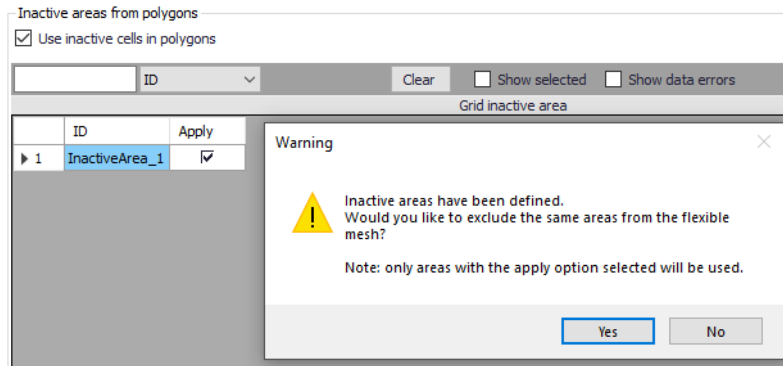 Inactive areas from polygons
Use inactive cells in polygons
ID Clear Show selected Show data errors
Grid inactive area
ID Apply
1 InactiveArea_1
Warning
Inactive areas have been defined.
Would you like to exclude the same areas from the flexible
mesh?
Note: only areas with the apply option selected will be used.
Yes No